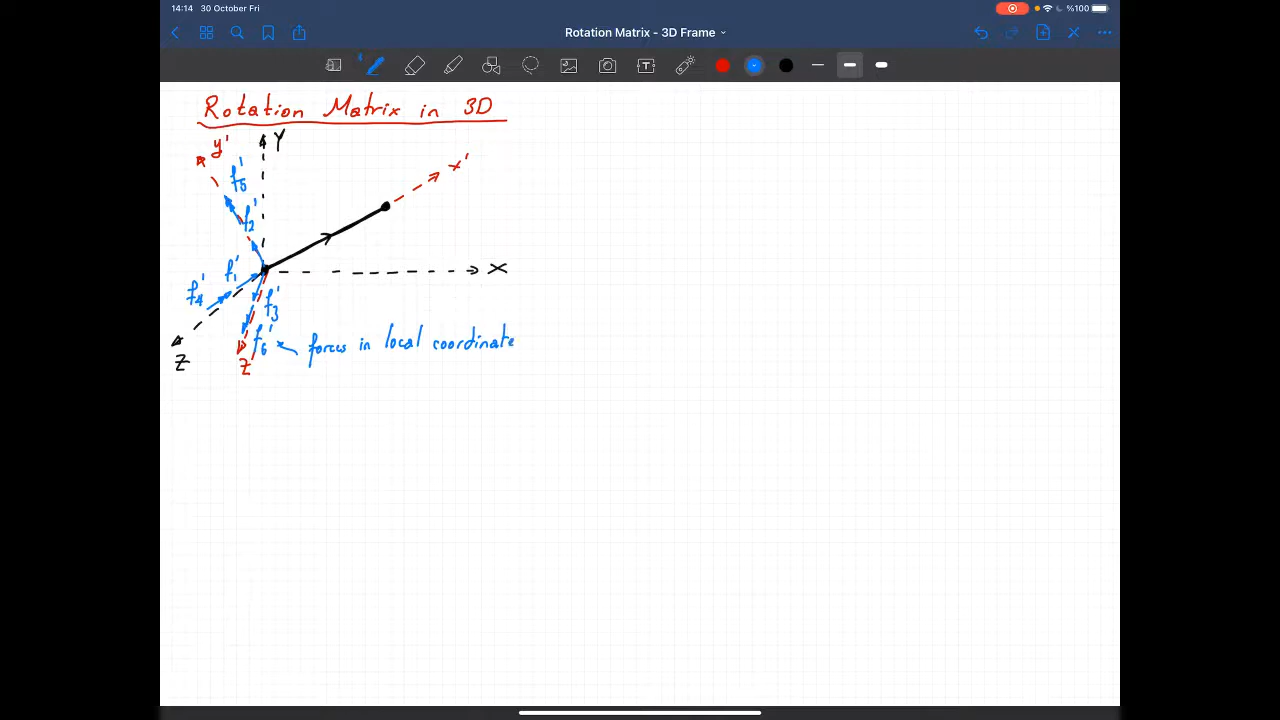 14:14 30 October Fri
%100
Rotation Matrix - 3D Frame
Rotation Matrix in 3D
y' Y
x'
f5'
f2'
X
f1'
f4'
f3'
Z f6' forces in local coordinate
z'